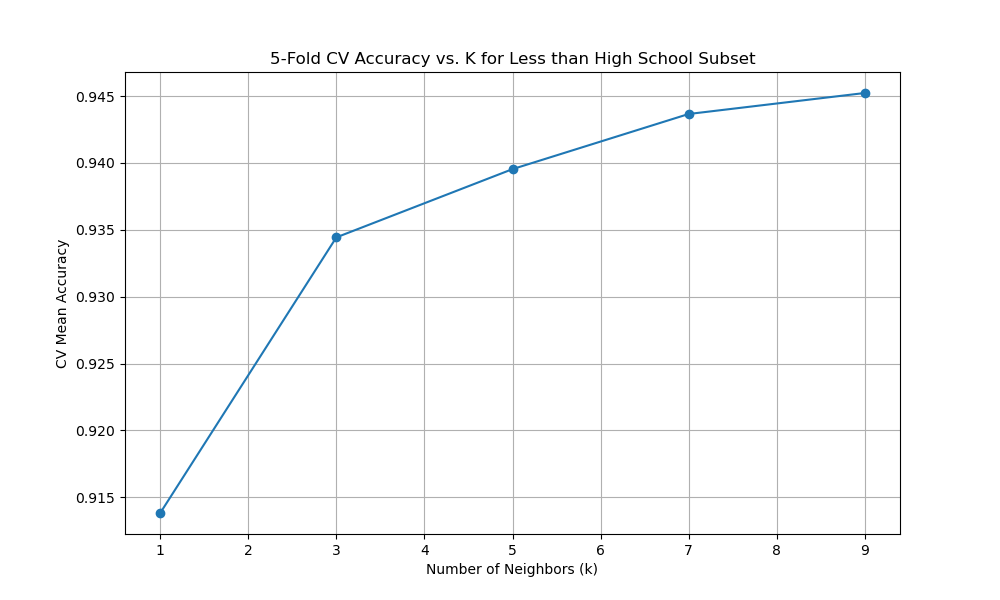 5-Fold CV Accuracy vs. K for Less than High School Subset
CV Mean Accuracy
0.945
0.940
0.935
0.930
0.925
0.920
0.915
1 2 3 4 5 6 7 8 9
Number of Neighbors (k)